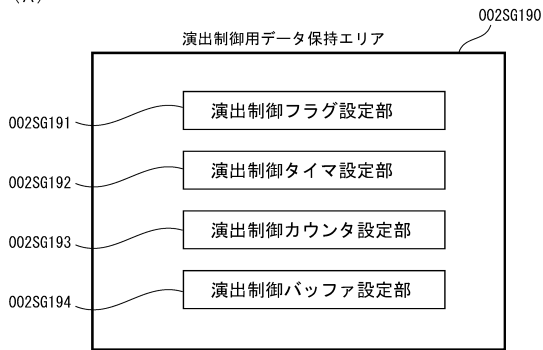 002SG190
演出制御用データ保持エリア
002SG191
演出制御フラグ設定部
002SG192
演出制御タイマ設定部
002SG193
演出制御カウンタ設定部
002SG194
演出制御バッファ設定部